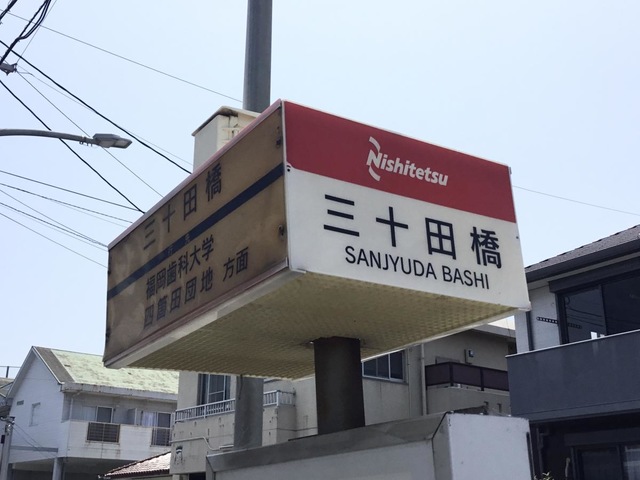 三十田橋
福岡歯科大学
四箇田団地 方面
Nishitetsu
三十田橋
SANJYUDA BASHI